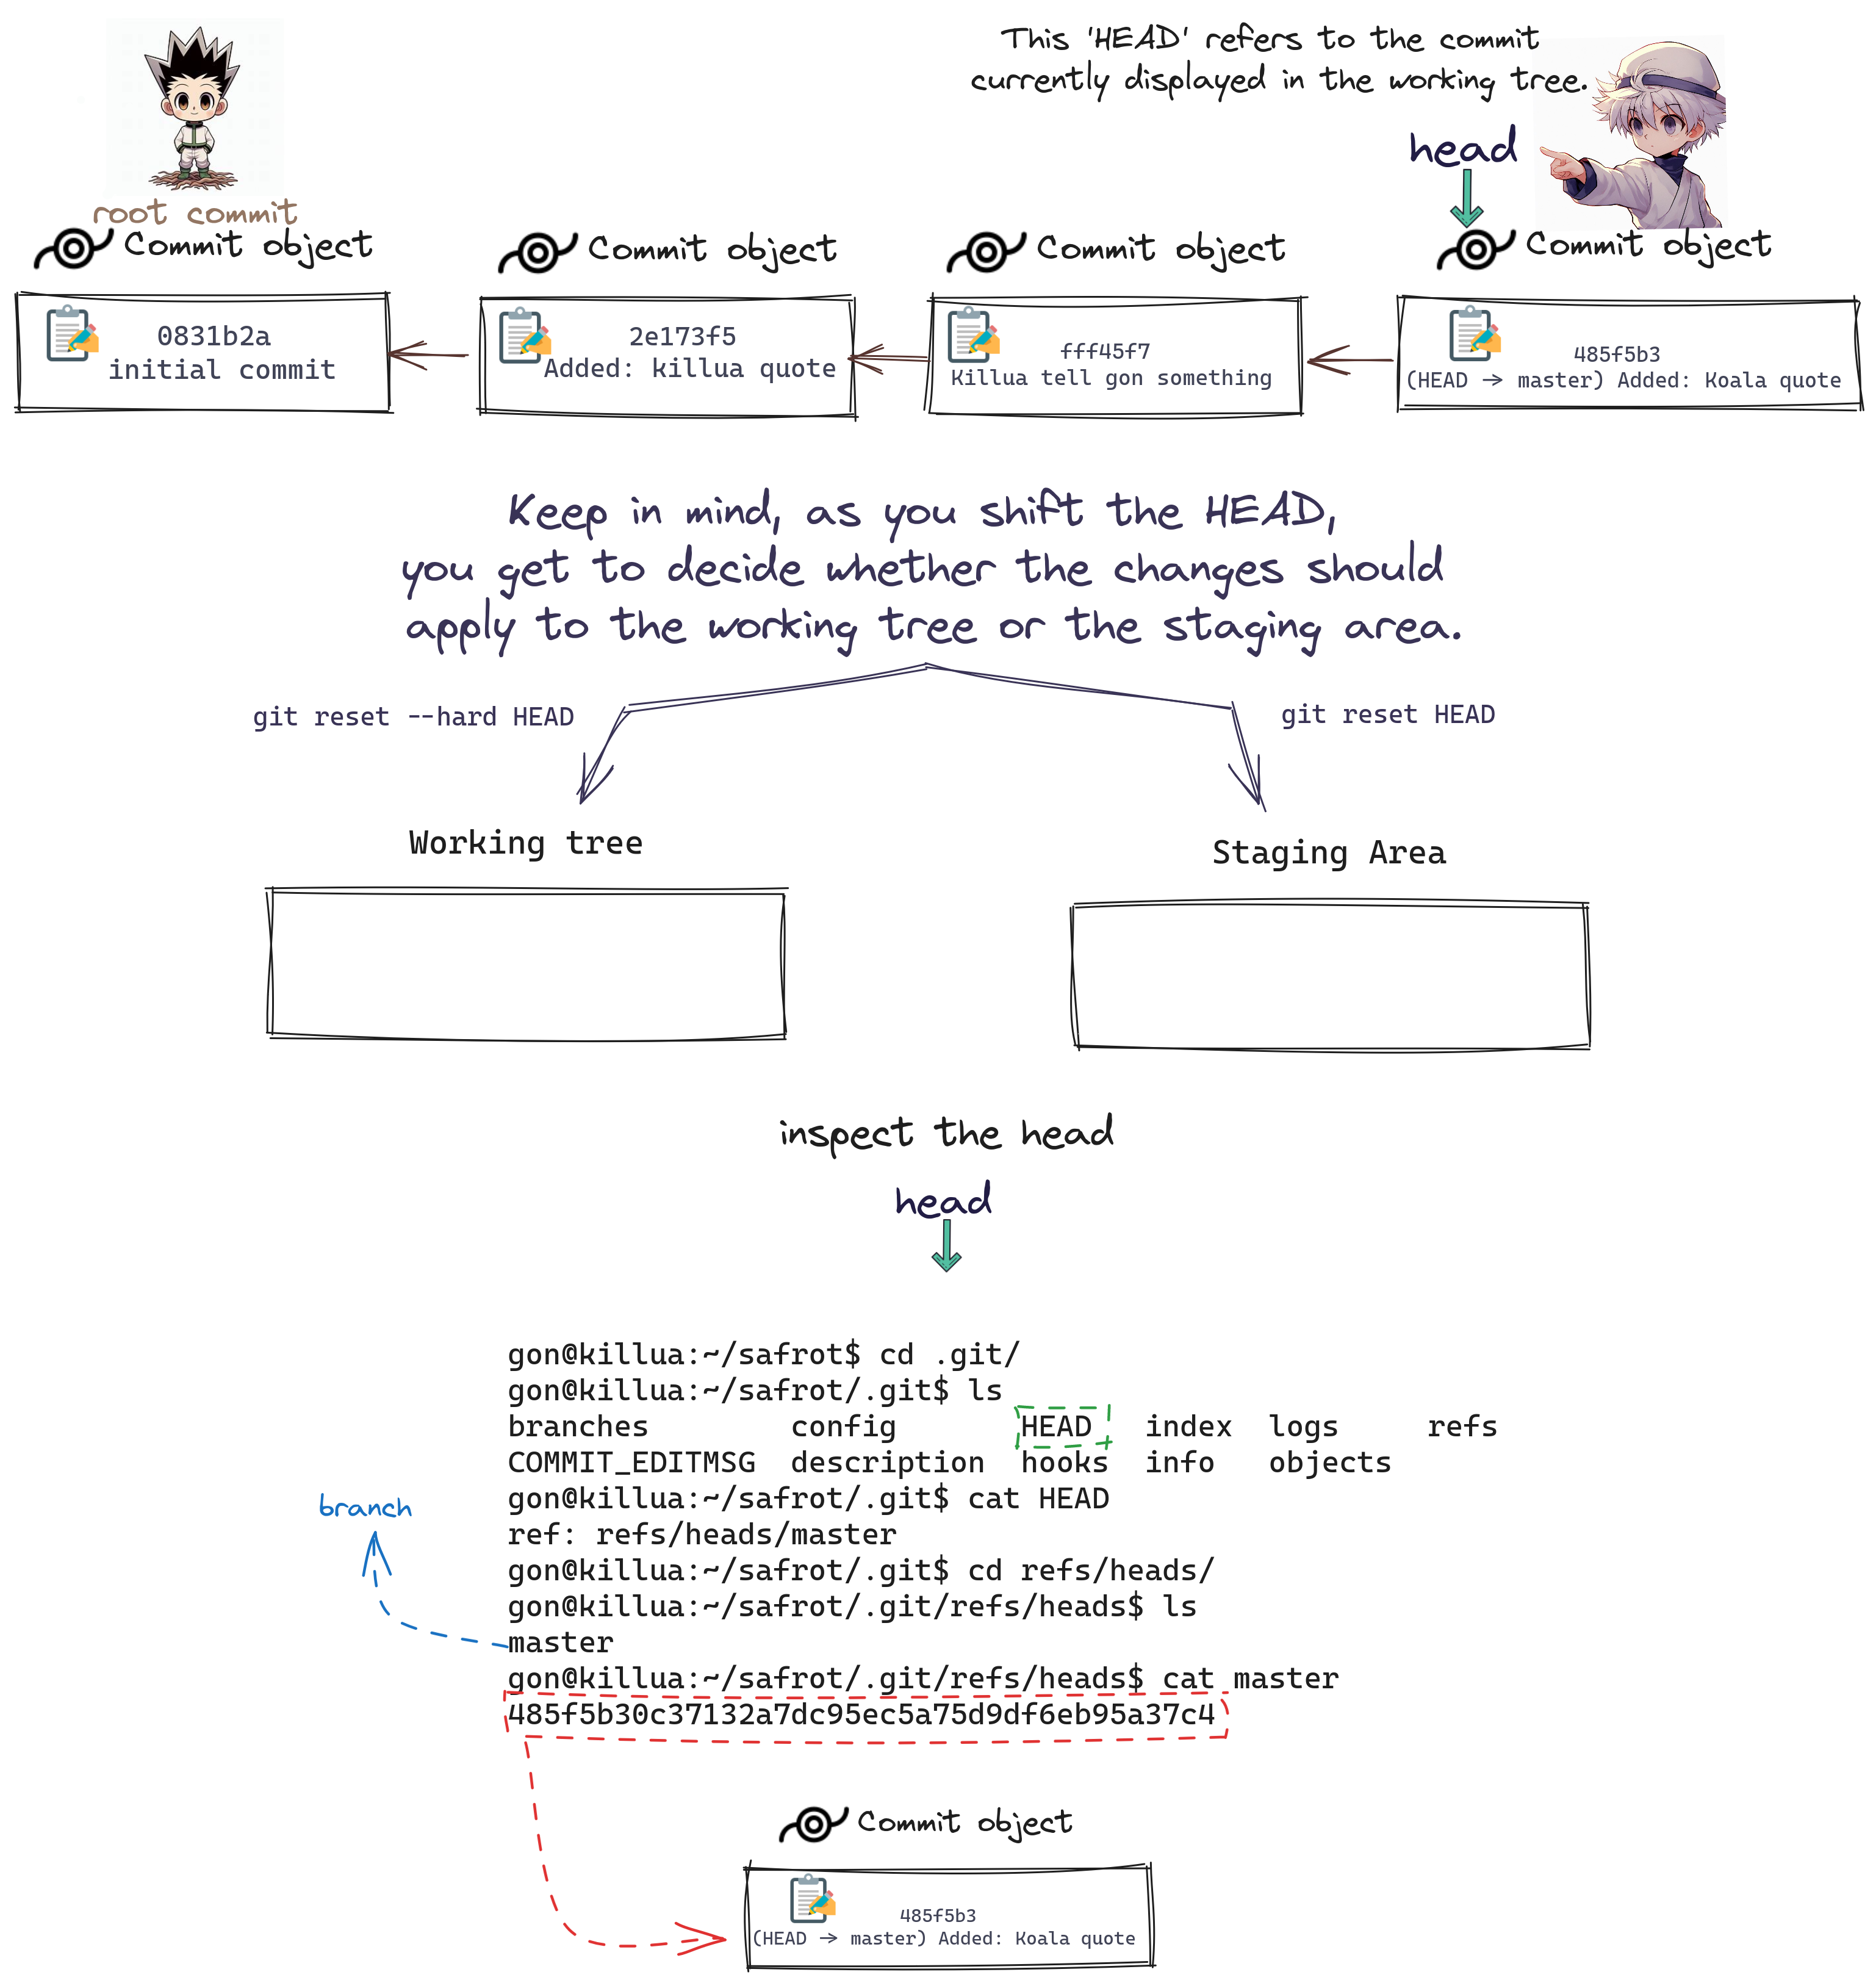 This 'HEAD' refers to the commit
currently displayed in the working tree.
head
root commit
Commit object
Commit object
Commit object
Commit object
0831b2a
initial commit
2e173f5
Added: killua quote
fff45f7
Killua tell gon something
485f5b3
(HEAD → master) Added: Koala quote
Keep in mind, as you shift the HEAD,
you get to decide whether the changes should
apply to the working tree or the staging area.
git reset --hard HEAD
git reset HEAD
Working tree
Staging Area
inspect the head
head
gon@killua:~/safrot$ cd .git/
gon@killua:~/safrot/.git$ ls
branches config HEAD index logs refs
COMMIT_EDITMSG description hooks info objects
gon@killua:~/safrot/.git$ cat HEAD
branch
ref: refs/heads/master
gon@killua:~/safrot/.git$ cd refs/heads/
gon@killua:~/safrot/.git/refs/heads$ ls
master
gon@killua:~/safrot/.git/refs/heads$ cat master
485f5b30c37132a7dc95ec5a75d9df6eb95a37c4
Commit object
485f5b3
(HEAD → master) Added: Koala quote